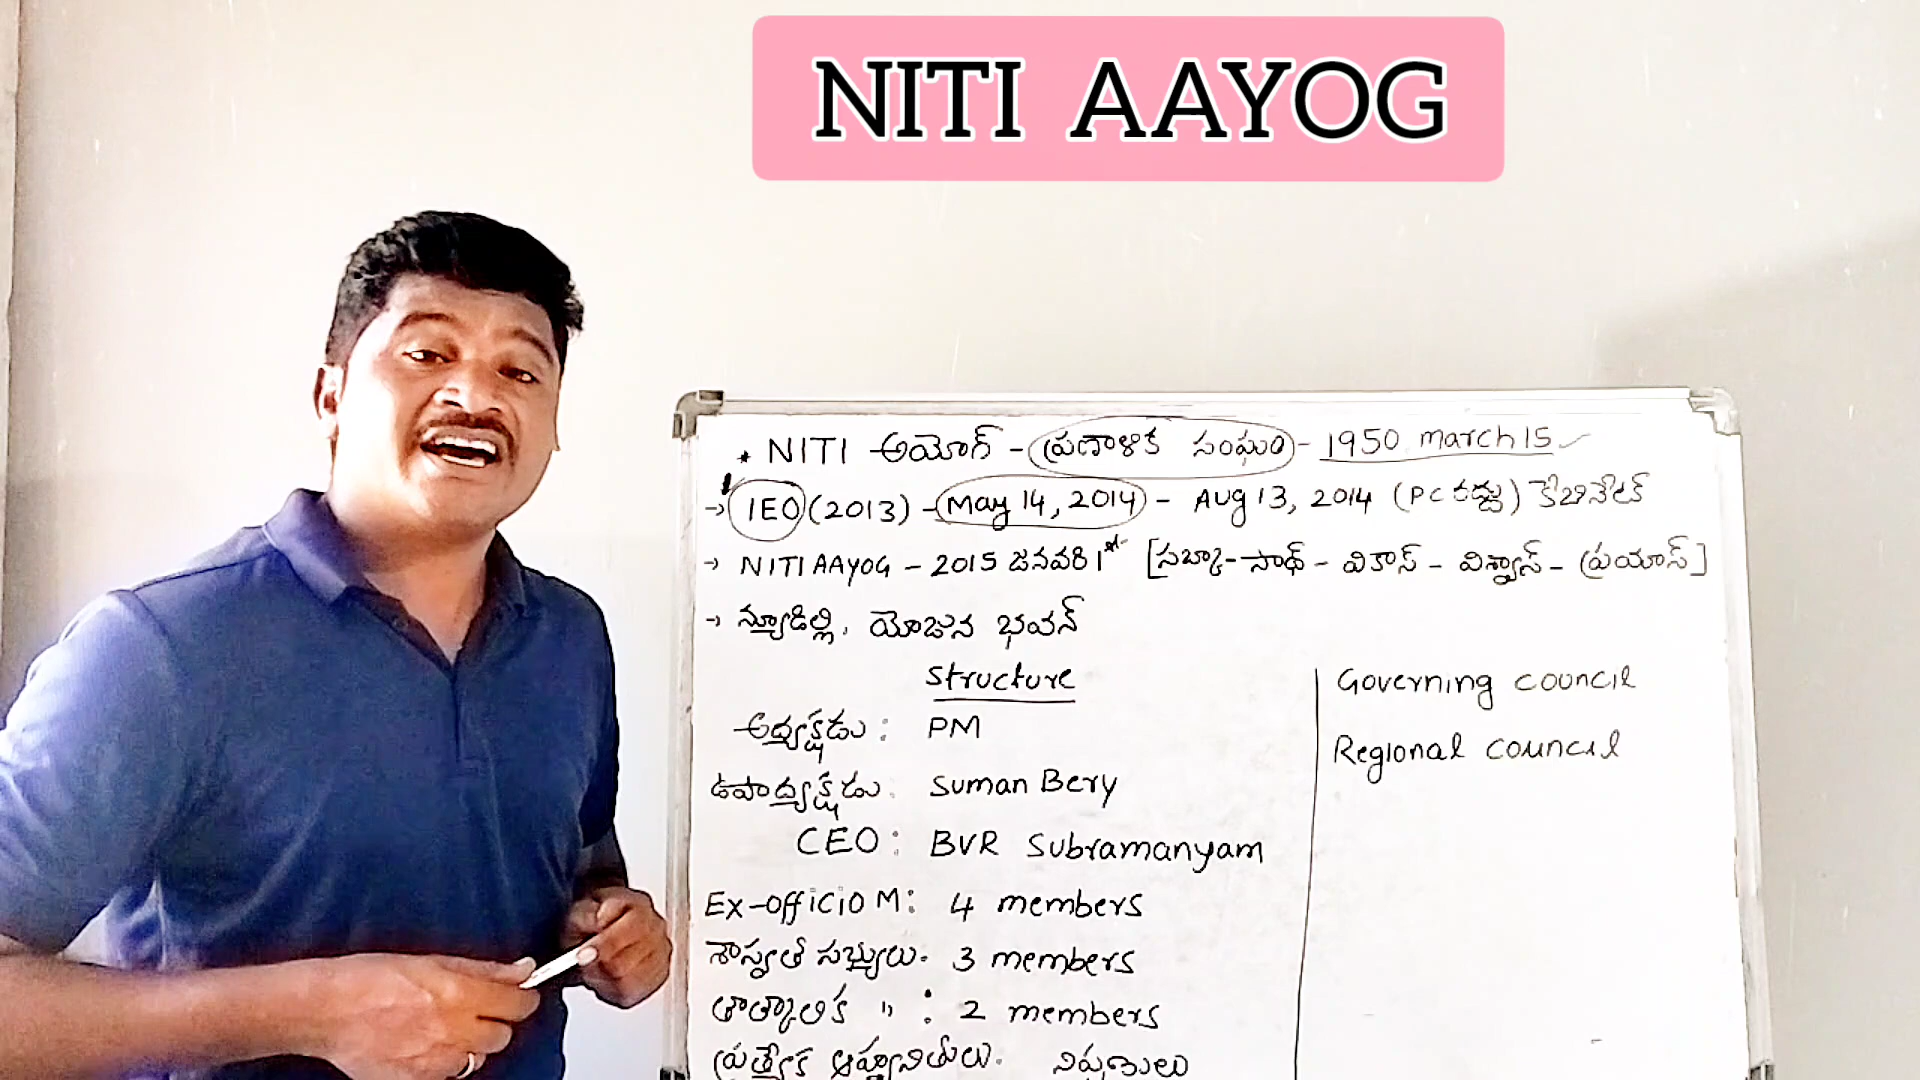 NITI AAYOG
* NITI అయోగ్ - ప్రణాళిక సంఘం - 1950 march 15
→ IEO (2013) - May 14, 2014 - Aug 13, 2014 (PC రద్దు) కేబినేట్
→ NITI AAYOG - 2015 జనవరి 1st [సబ్కా - సాథ్ - వికాస్ - విశ్వాస్ - ప్రయాస్]
→ న్యూడిల్లి, యోజన భవన్
Structure
అధ్యక్షడు : PM
ఉపాధ్యక్షడు : Suman Bery
CEO : BVR Subramanyam
Ex-officio M : 4 members
శాస్వత సభ్యులు - 3 members
తాత్కాలిక " : 2 members
ప్రత్యేక ఆహ్వానితులు. నిపుణులు
Governing council
Regional council